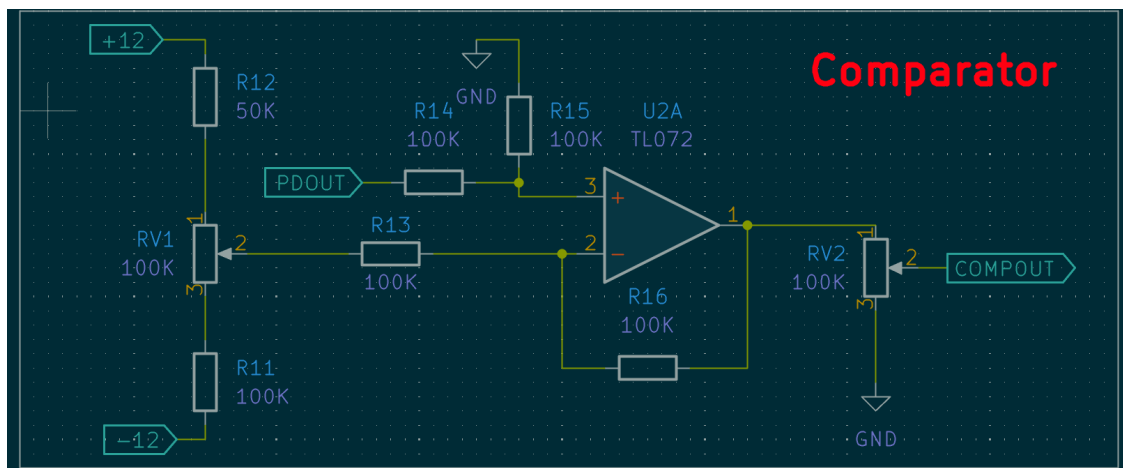 +12
R12
50K
GND
R14
100K
R15
100K
U2A
TL072
Comparator
PDOUT
3
+
1
RV1
100K
1
2
3
R13
100K
2
−
R16
100K
RV2
100K
1
2
3
COMPOUT
R11
100K
-12
GND